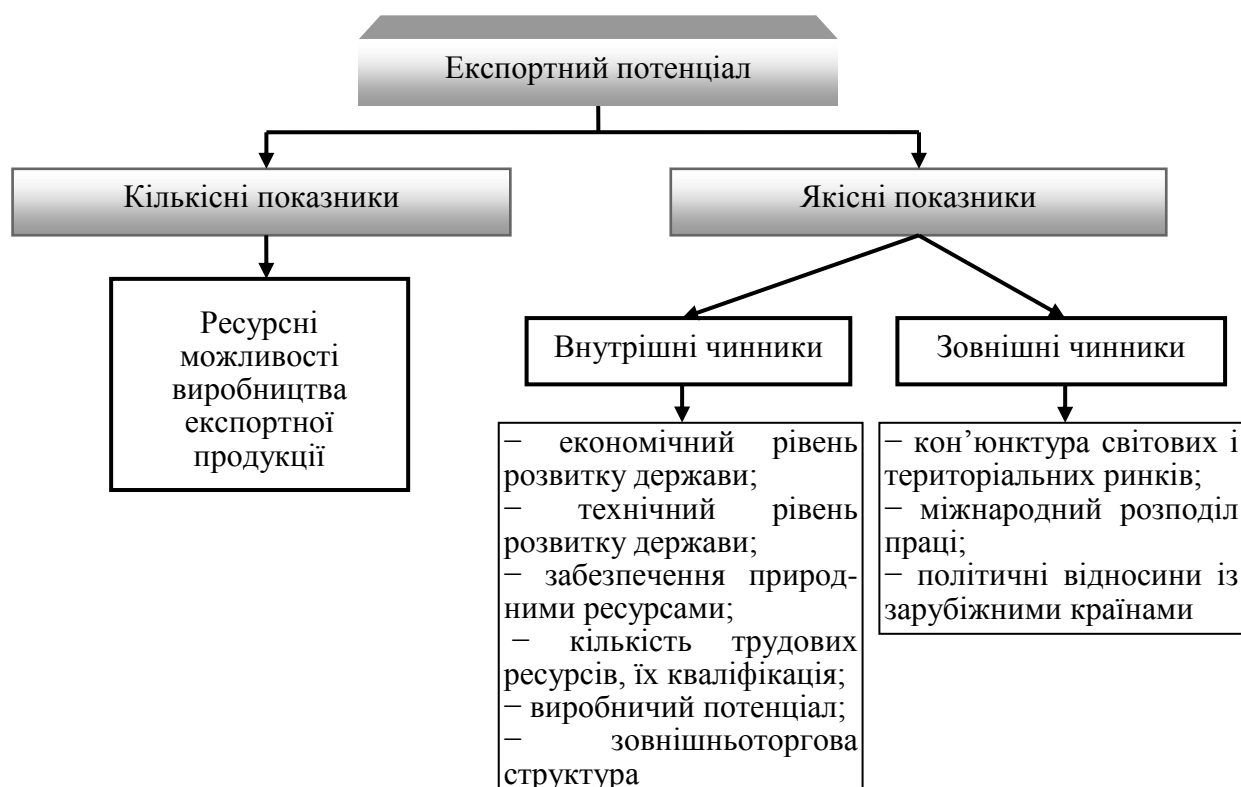 Експортний потенціал
Кількісні показники
Якісні показники
Ресурсні
можливості
виробництва
експортної
продукції
Внутрішні чинники
− економічний рівень
розвитку держави;
− технічний рівень
розвитку держави;
− забезпечення природ-
ними ресурсами;
− кількість трудових
ресурсів, їх кваліфікація;
− виробничий потенціал;
− зовнішньоторгова
структура
Зовнішні чинники
− кон’юнктура світових і
територіальних ринків;
− міжнародний розподіл
праці;
− політичні відносини із
зарубіжними країнами